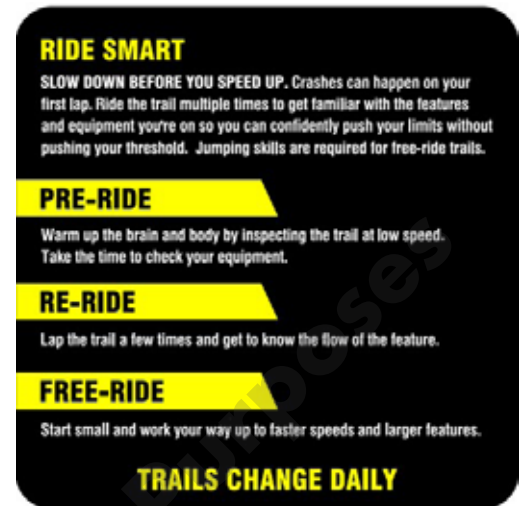 RIDE SMART
SLOW DOWN BEFORE YOU SPEED UP. Crashes can happen on your
first lap. Ride the trail multiple times to get familiar with the features
and equipment you're on so you can confidently push your limits without
pushing your threshold. Jumping skills are required for free-ride trails.
PRE-RIDE
Warm up the brain and body by inspecting the trail at low speed.
Take the time to check your equipment.
RE-RIDE
Lap the trail a few times and get to know the flow of the feature.
FREE-RIDE
Start small and work your way up to faster speeds and larger features.
TRAILS CHANGE DAILY
Purposes